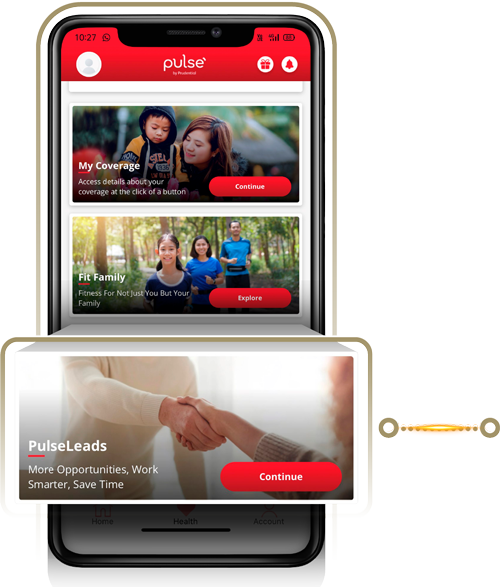 10:27
pulse
by Prudential
My Coverage
Access details about your
coverage at the click of a button
Continue
Fit Family
Fitness For Not Just You But Your
Family
Explore
PulseLeads
More Opportunities, Work
Smarter, Save Time
Continue
Home Health Account